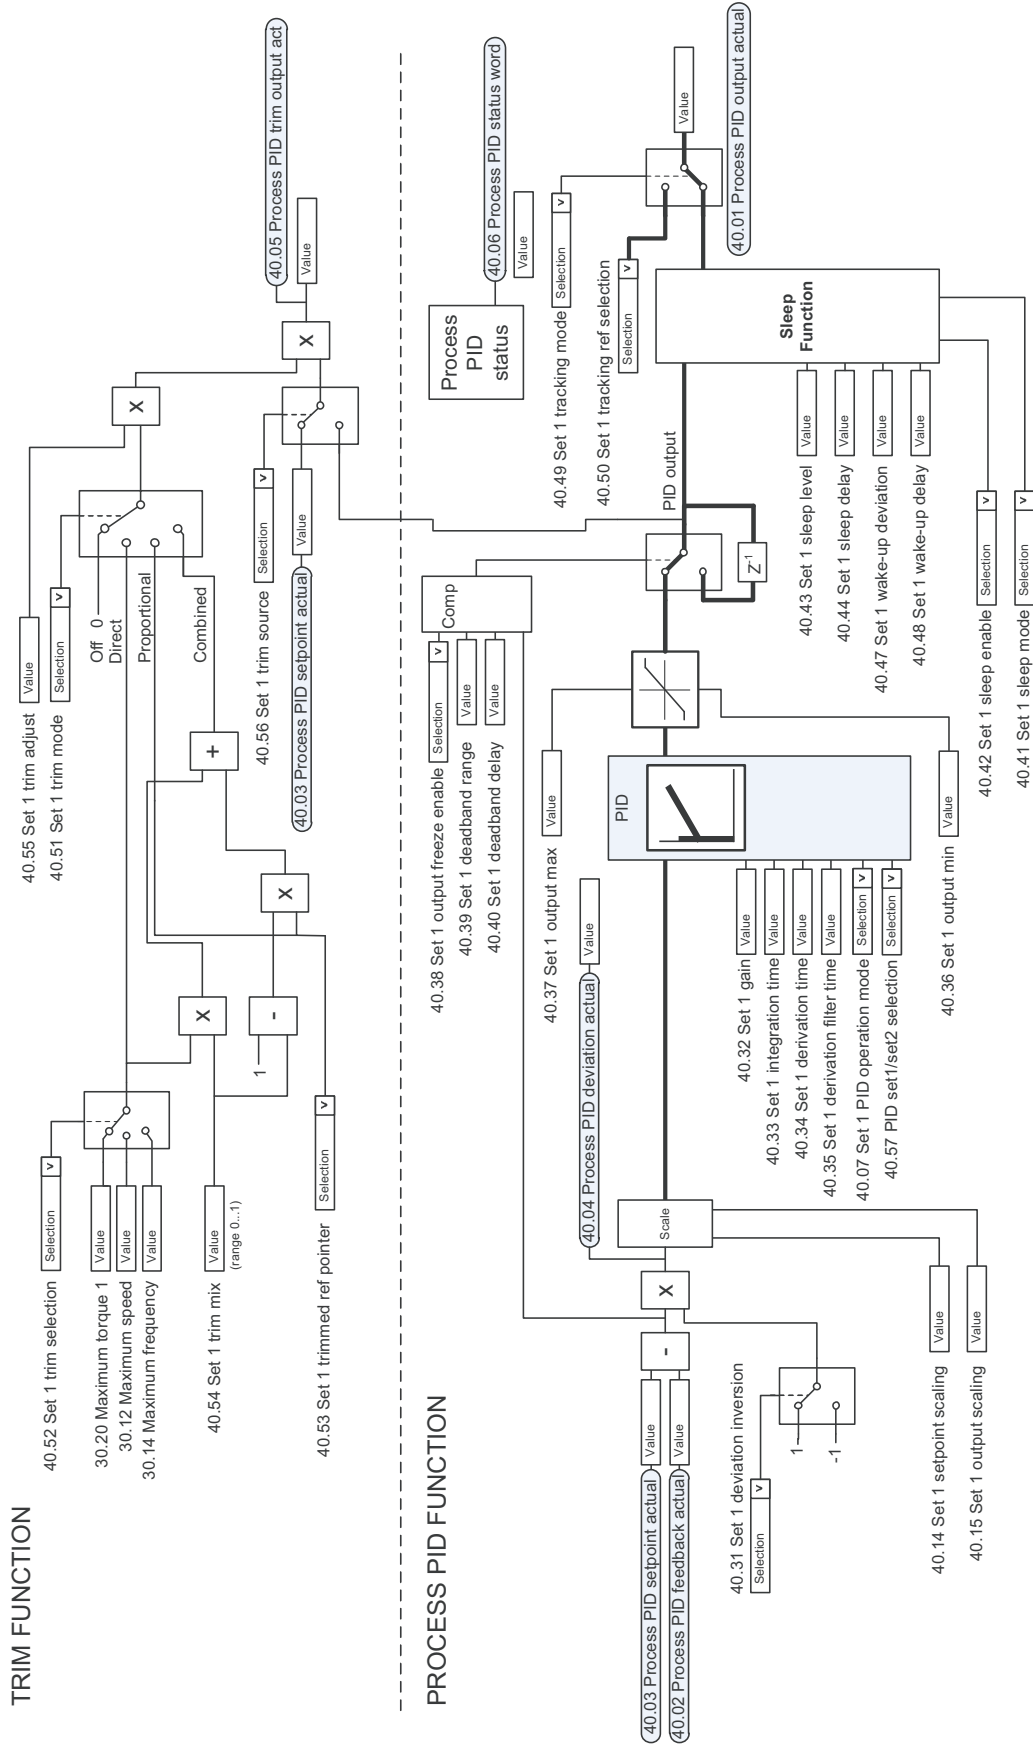 TRIM FUNCTION
40.55 Set 1 trim adjust
Value
40.51 Set 1 trim mode
Selection
v
Off 0
Direct
Proportional
Combined
40.52 Set 1 trim selection
Selection
v
30.20 Maximum torque 1
Value
30.12 Maximum speed
Value
30.14 Maximum frequency
Value
40.54 Set 1 trim mix
Value
(range 0...1)
40.53 Set 1 trimmed ref pointer
Selection
v
X
1
-
X
+
X
40.56 Set 1 trim source
Selection
v
40.03 Process PID setpoint actual
Value
X
40.05 Process PID trim output act
Value
PROCESS PID FUNCTION
40.38 Set 1 output freeze enable
Selection
v
40.39 Set 1 deadband range
Value
40.40 Set 1 deadband delay
Value
Comp
Process
PID
status
40.06 Process PID status word
Value
40.49 Set 1 tracking mode
Selection
v
40.50 Set 1 tracking ref selection
Selection
v
40.37 Set 1 output max
Value
40.04 Process PID deviation actual
Value
40.03 Process PID setpoint actual
Value
40.02 Process PID feedback actual
Value
-
X
Scale
PID
PID output
Z-1
Value
40.01 Process PID output actual
Sleep
Function
40.31 Set 1 deviation inversion
Selection
v
1
-1
40.32 Set 1 gain
Value
40.33 Set 1 integration time
Value
40.34 Set 1 derivation time
Value
40.35 Set 1 derivation filter time
Value
40.07 Set 1 PID operation mode
Selection
v
40.57 PID set1/set2 selection
Selection
v
40.43 Set 1 sleep level
Value
40.44 Set 1 sleep delay
Value
40.47 Set 1 wake-up deviation
Value
40.48 Set 1 wake-up delay
Value
40.14 Set 1 setpoint scaling
Value
40.15 Set 1 output scaling
Value
40.36 Set 1 output min
Value
40.42 Set 1 sleep enable
Selection
v
40.41 Set 1 sleep mode
Selection
v